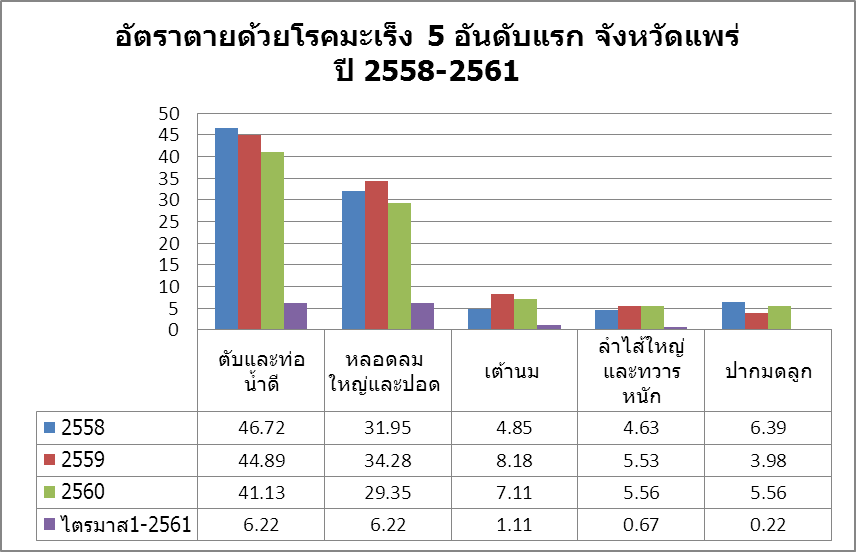 อัตราตายด้วยโรคมะเร็ง 5 อันดับแรก จังหวัดแพร่
ปี 2558-2561
50
45
40
35
30
25
20
15
10
5
0
ตับและท่อ
น้ำดี
หลอดลม
ใหญ่และปอด
เต้านม
ลำไส้ใหญ่
และทวาร
หนัก
ปากมดลูก
2558 46.72 31.95 4.85 4.63 6.39
2559 44.89 34.28 8.18 5.53 3.98
2560 41.13 29.35 7.11 5.56 5.56
ไตรมาส1-2561 6.22 6.22 1.11 0.67 0.22